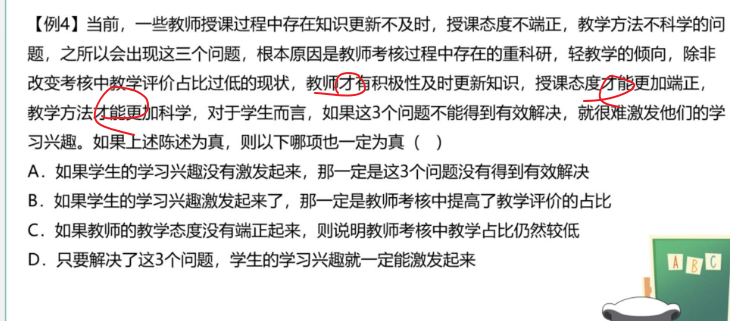 【例4】当前，一些教师授课过程中存在知识更新不及时，授课态度不端正，教学方法不科学的问
题，之所以会出现这三个问题，根本原因是教师考核过程中存在的重科研，轻教学的倾向，除非
改变考核中教学评价占比过低的现状，教师才有积极性及时更新知识，授课态度才能更加端正，
教学方法才能更加科学，对于学生而言，如果这3个问题不能得到有效解决，就很难激发他们的学
习兴趣。如果上述陈述为真，则以下哪项也一定为真（ ）
A．如果学生的学习兴趣没有激发起来，那一定是这3个问题没有得到有效解决
B．如果学生的学习兴趣激发起来了，那一定是教师考核中提高了教学评价的占比
C．如果教师的教学态度没有端正起来，则说明教师考核中教学占比仍然较低
D．只要解决了这3个问题，学生的学习兴趣就一定能激发起来
A B C